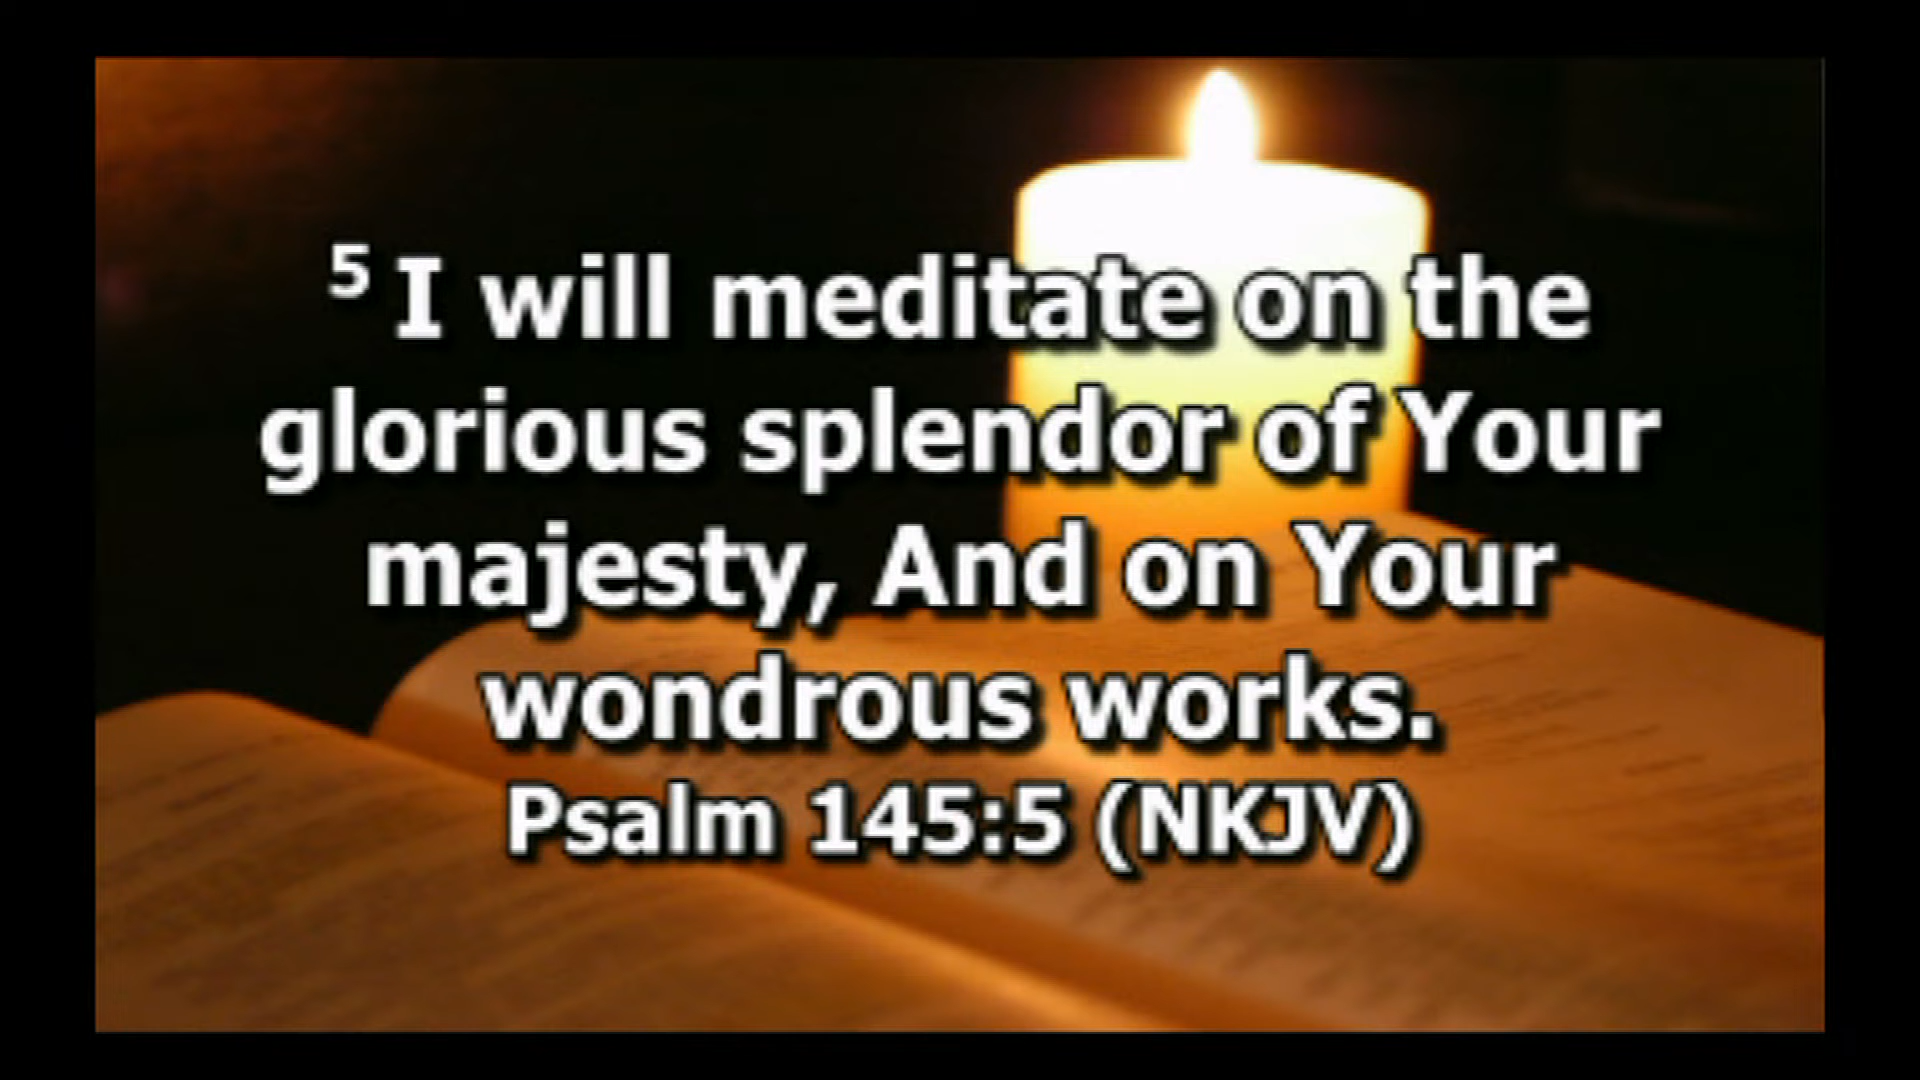 5 I will meditate on the
glorious splendor of Your
majesty, And on Your
wondrous works.
Psalm 145:5 (NKJV)